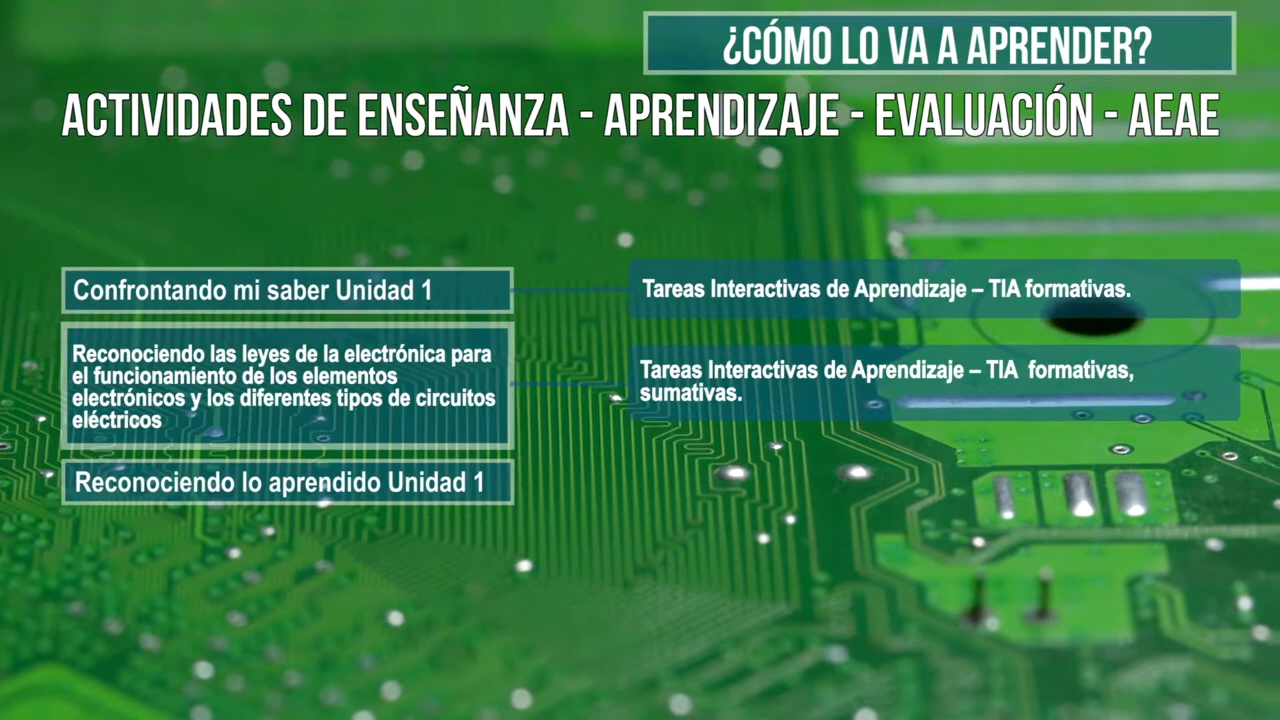 ¿CÓMO LO VA A APRENDER?
ACTIVIDADES DE ENSEÑANZA - APRENDIZAJE - EVALUACIÓN - AEAE
Confrontando mi saber Unidad 1
Tareas Interactivas de Aprendizaje – TIA formativas.
Reconociendo las leyes de la electrónica para
el funcionamiento de los elementos
electrónicos y los diferentes tipos de circuitos
eléctricos
Tareas Interactivas de Aprendizaje – TIA  formativas,
sumativas.
Reconociendo lo aprendido Unidad 1